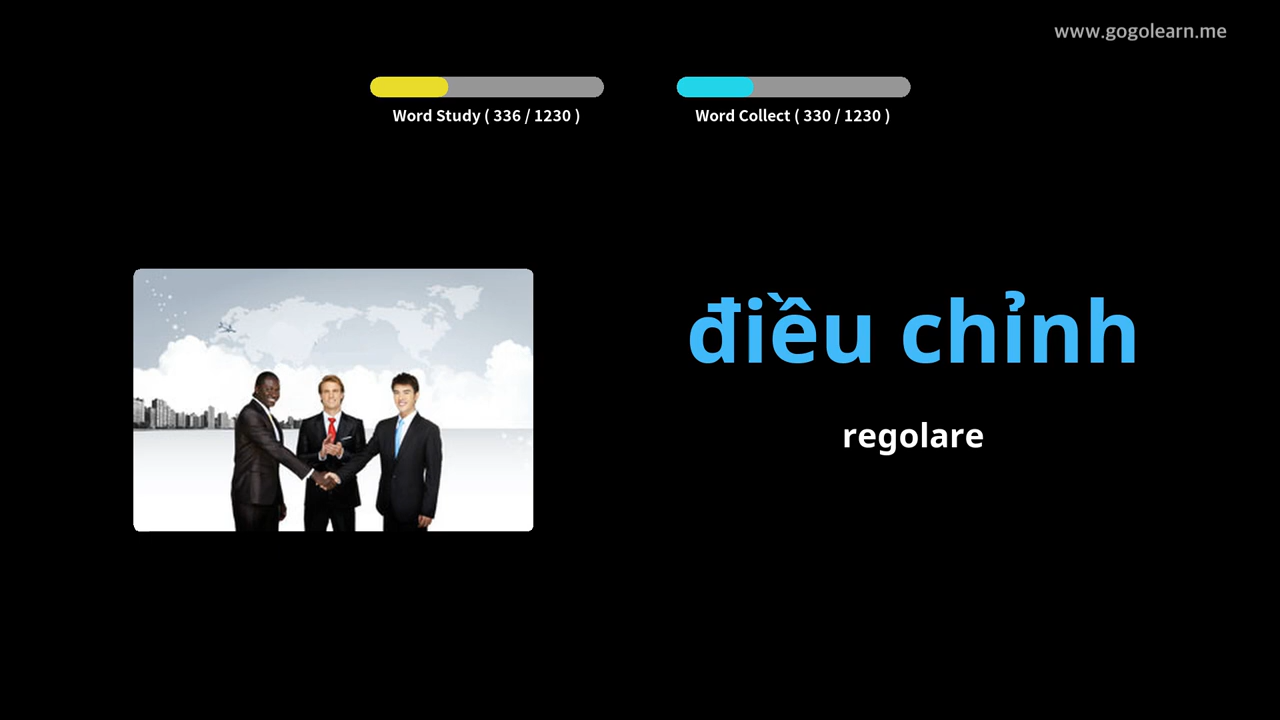 www.gogolearn.me
Word Study ( 336 / 1230 )
Word Collect ( 330 / 1230 )
điều chỉnh
regolare